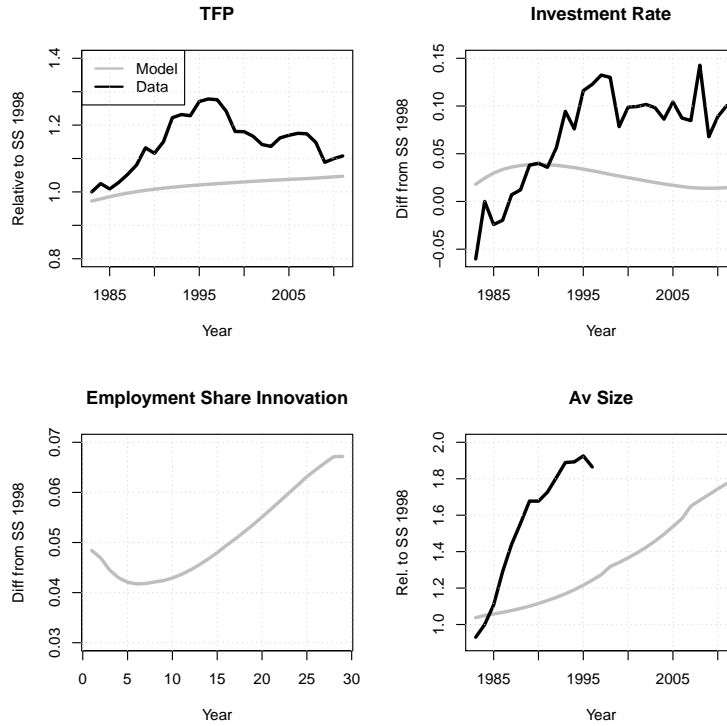 TFP
Relative to SS 1998
1.4
1.2
1.0
0.8
Model
Data
1985
1995
2005
Year
Investment Rate
Diff from SS 1998
0.15
0.10
0.05
0.00
−0.05
1985
1995
2005
Year
Employment Share Innovation
Diff from SS 1998
0.07
0.06
0.05
0.04
0.03
0
5
10
15
20
25
30
Year
Av Size
Rel. to SS 1998
2.0
1.8
1.6
1.4
1.2
1.0
1985
1995
2005
Year